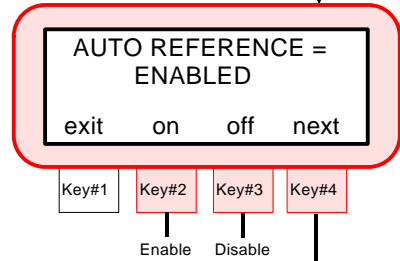 AUTO REFERENCE =
ENABLED
exit on off next
Key#1 Key#2 Key#3 Key#4
Enable Disable